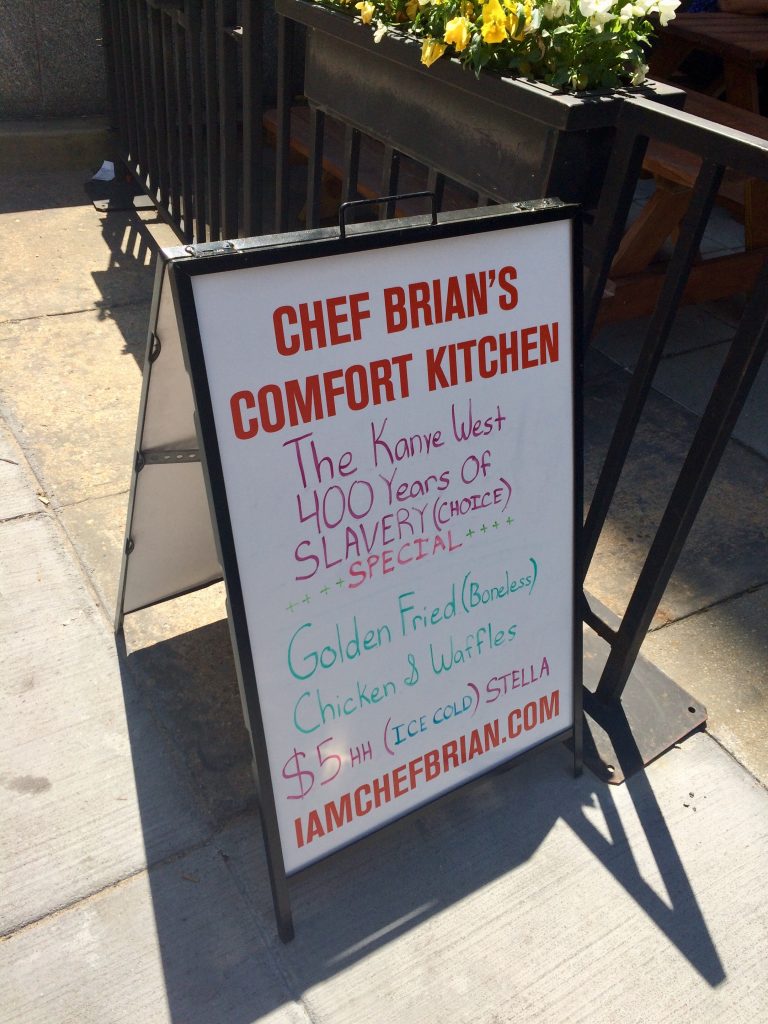 CHEF BRIAN'S
COMFORT KITCHEN
The Kanye West
400 Years Of
SLAVERY (CHOICE)
++++SPECIAL++++
Golden Fried (Boneless)
Chicken & Waffles
$5 HH (ICE COLD) STELLA
IAMCHEFBRIAN.COM